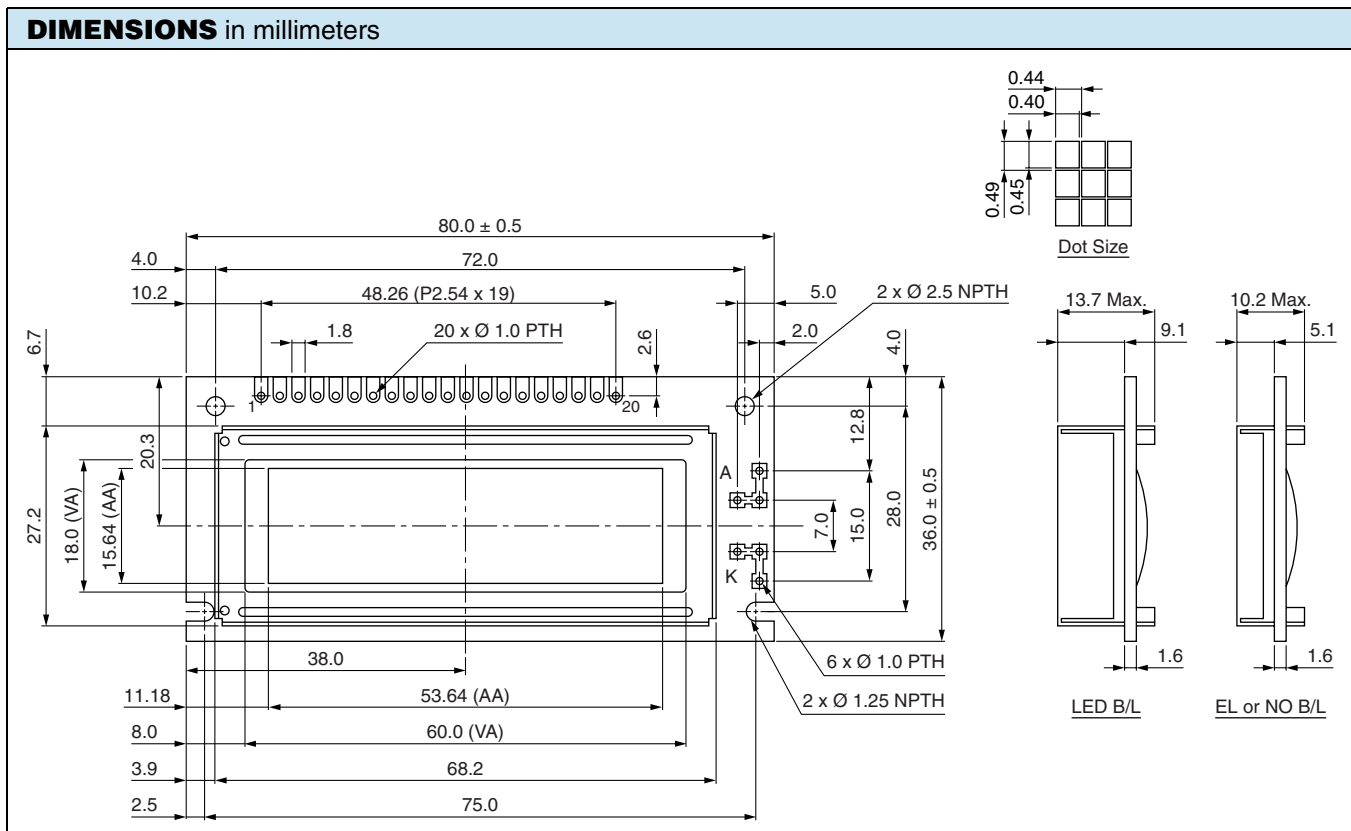 DIMENSIONS in millimeters
0.44
0.40
0.49
0.45
Dot Size
80.0 ± 0.5
4.0
72.0
10.2
48.26 (P2.54 x 19)
5.0
2 x Ø 2.5 NPTH
13.7 Max.
10.2 Max.
6.7
1.8
20 x Ø 1.0 PTH
2.6
2.0
4.0
9.1
5.1
1
20
20.3
12.8
27.2
18.0 (VA)
15.64 (AA)
A
7.0
15.0
28.0
36.0 ± 0.5
K
38.0
6 x Ø 1.0 PTH
1.6
1.6
11.18
53.64 (AA)
2 x Ø 1.25 NPTH
LED B/L
EL or NO B/L
8.0
60.0 (VA)
3.9
68.2
2.5
75.0